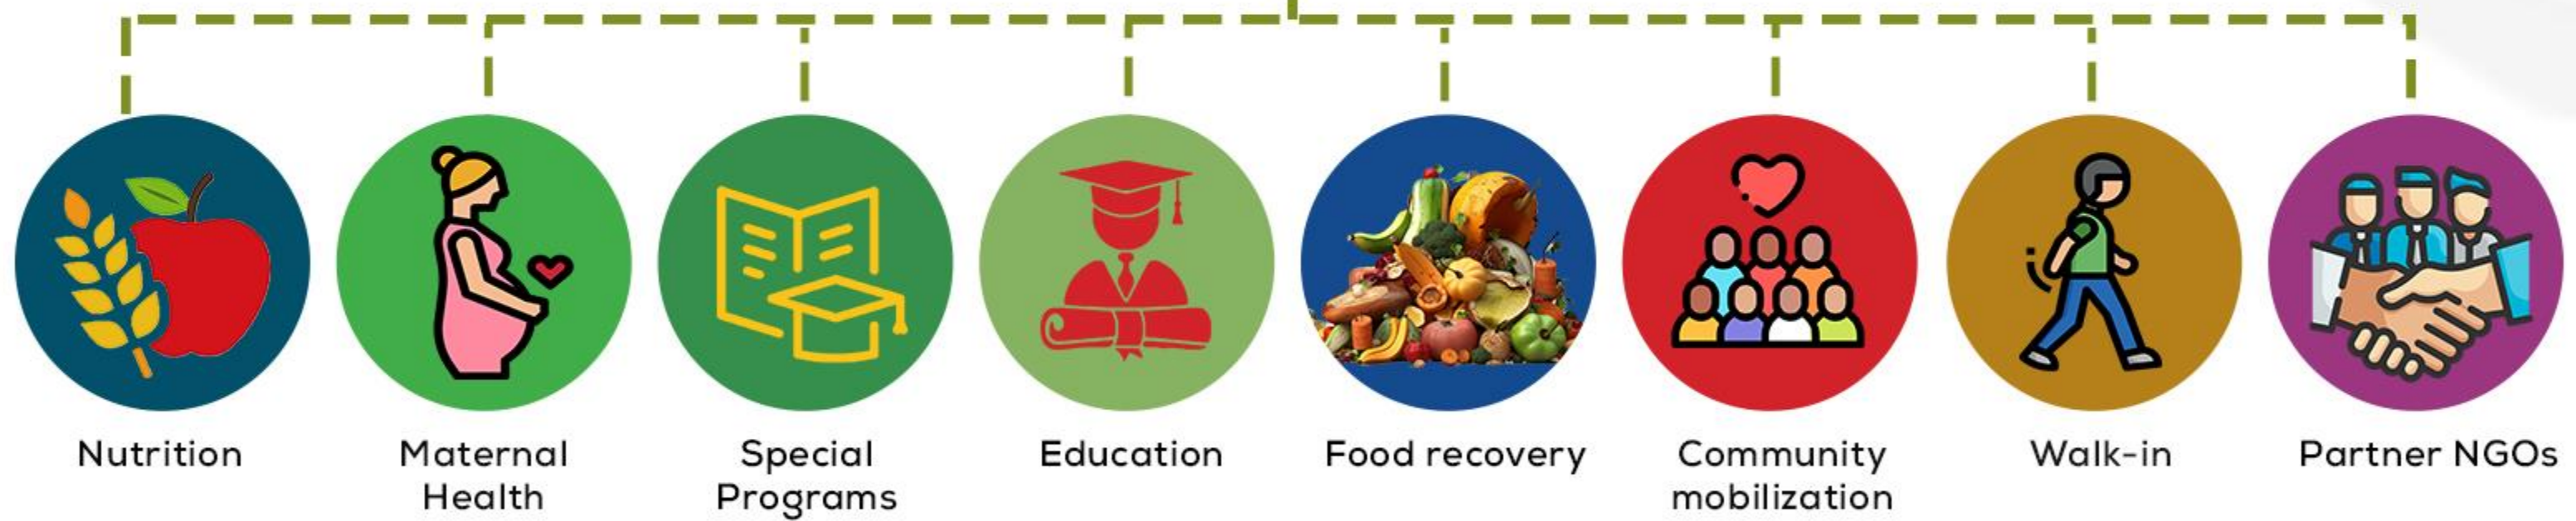 Nutrition
Maternal
Health
Special
Programs
Education
Food recovery
Community
mobilization
Walk-in
Partner NGOs